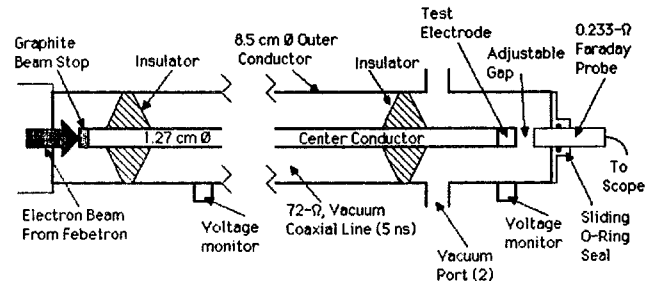 Graphite
Beam Stop
Insulator
8.5 cm Ø Outer
Conductor
Insulator
Test
Electrode
Adjustable
Gap
0.233-Ω
Faraday
Probe
1.27 cm Ø
Center Conductor
To
Scope
Electron Beam
From Febetron
Voltage
monitor
72-Ω, Vacuum
Coaxial Line (5 ns)
Vacuum
Port (2)
Voltage
monitor
Sliding
O-Ring
Seal